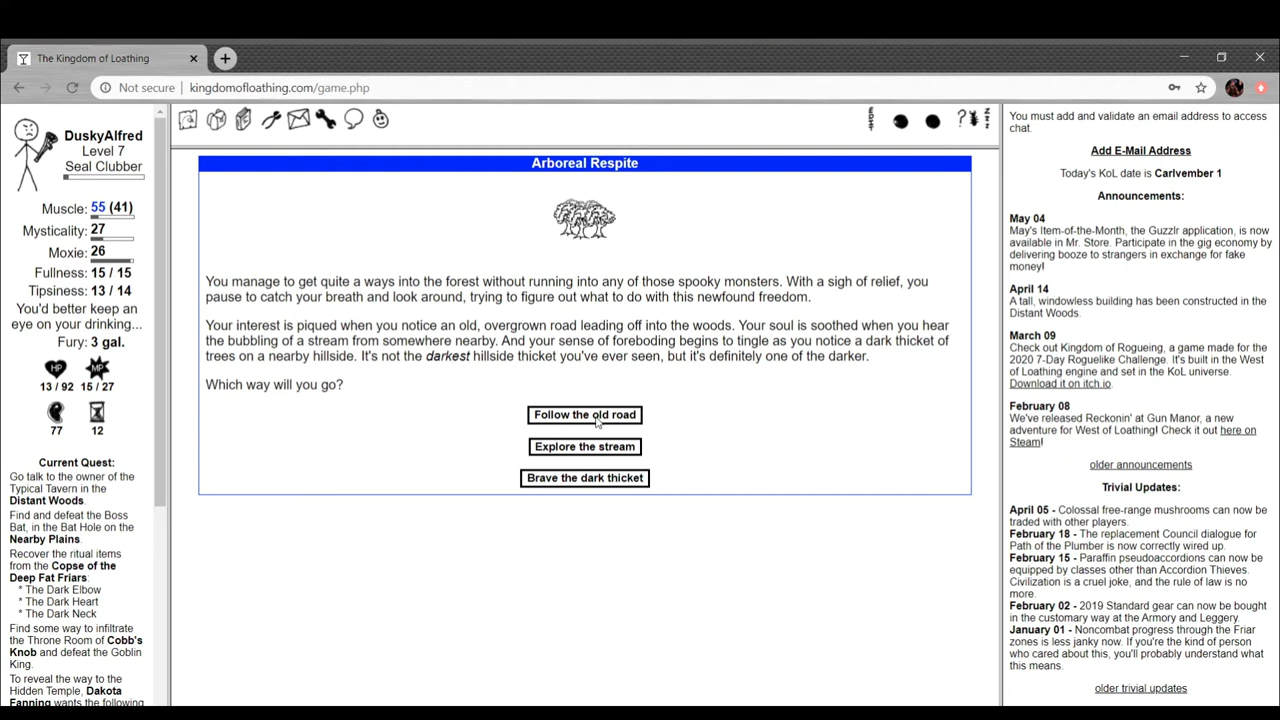 The Kingdom of Loathing
Not secure
kingdomofloathing.com/game.php
DuskyAlfred
Level 7
Seal Clubber
Muscle: 55 (41)
Mysticality: 27
Moxie: 26
Fullness: 15 / 15
Tipsiness: 13 / 14
You'd better keep an
eye on your drinking...
Fury: 3 gal.
HP MP
13 / 92 15 / 27
77 12
Current Quest:
Go talk to the owner of the
Typical Tavern in the
Distant Woods.
Find and defeat the Boss
Bat, in the Bat Hole on the
Nearby Plains.
Recover the ritual items
from the Copse of the
Deep Fat Friars:
* The Dark Elbow
* The Dark Heart
* The Dark Neck
Find some way to infiltrate
the Throne Room of Cobb's
Knob and defeat the Goblin
King.
To reveal the way to the
Hidden Temple, Dakota
Fanning wants the following
Arboreal Respite
You manage to get quite a ways into the forest without running into any of those spooky monsters. With a sigh of relief, you
pause to catch your breath and look around, trying to figure out what to do with this newfound freedom.
Your interest is piqued when you notice an old, overgrown road leading off into the woods. Your soul is soothed when you hear
the bubbling of a stream from somewhere nearby. And your sense of foreboding begins to tingle as you notice a dark thicket of
trees on a nearby hillside. It's not the darkest hillside thicket you've ever seen, but it's definitely one of the darker.
Which way will you go?
Follow the old road
Explore the stream
Brave the dark thicket
You must add and validate an email address to access
chat.
Add E-Mail Address
Today's KoL date is Carlvember 1
Announcements:
May 04
May's Item-of-the-Month, the Guzzlr application, is now
available in Mr. Store. Participate in the gig economy by
delivering booze to strangers in exchange for fake
money!
April 14
A tall, windowless building has been constructed in the
Distant Woods.
March 09
Check out Kingdom of Rogueing, a game made for the
2020 7-Day Roguelike Challenge. It's built in the West
of Loathing engine and set in the KoL universe.
Download it on itch.io.
February 08
We've released Reckonin' at Gun Manor, a new
adventure for West of Loathing! Check it out here on
Steam!
older announcements
Trivial Updates:
April 05 - Colossal free-range mushrooms can now be
traded with other players.
February 18 - The replacement Council dialogue for
Path of the Plumber is now correctly wired up.
February 15 - Paraffin pseudoaccordions can now be
equipped by classes other than Accordion Thieves.
Civilization is a cruel joke, and the rule of law is no
more.
February 02 - 2019 Standard gear can now be bought
in the customary way at the Armory and Leggery.
January 01 - Noncombat progress through the Friar
zones is less janky now. If you're the kind of person
who cared about this, you'll probably understand what
this means.
older trivial updates